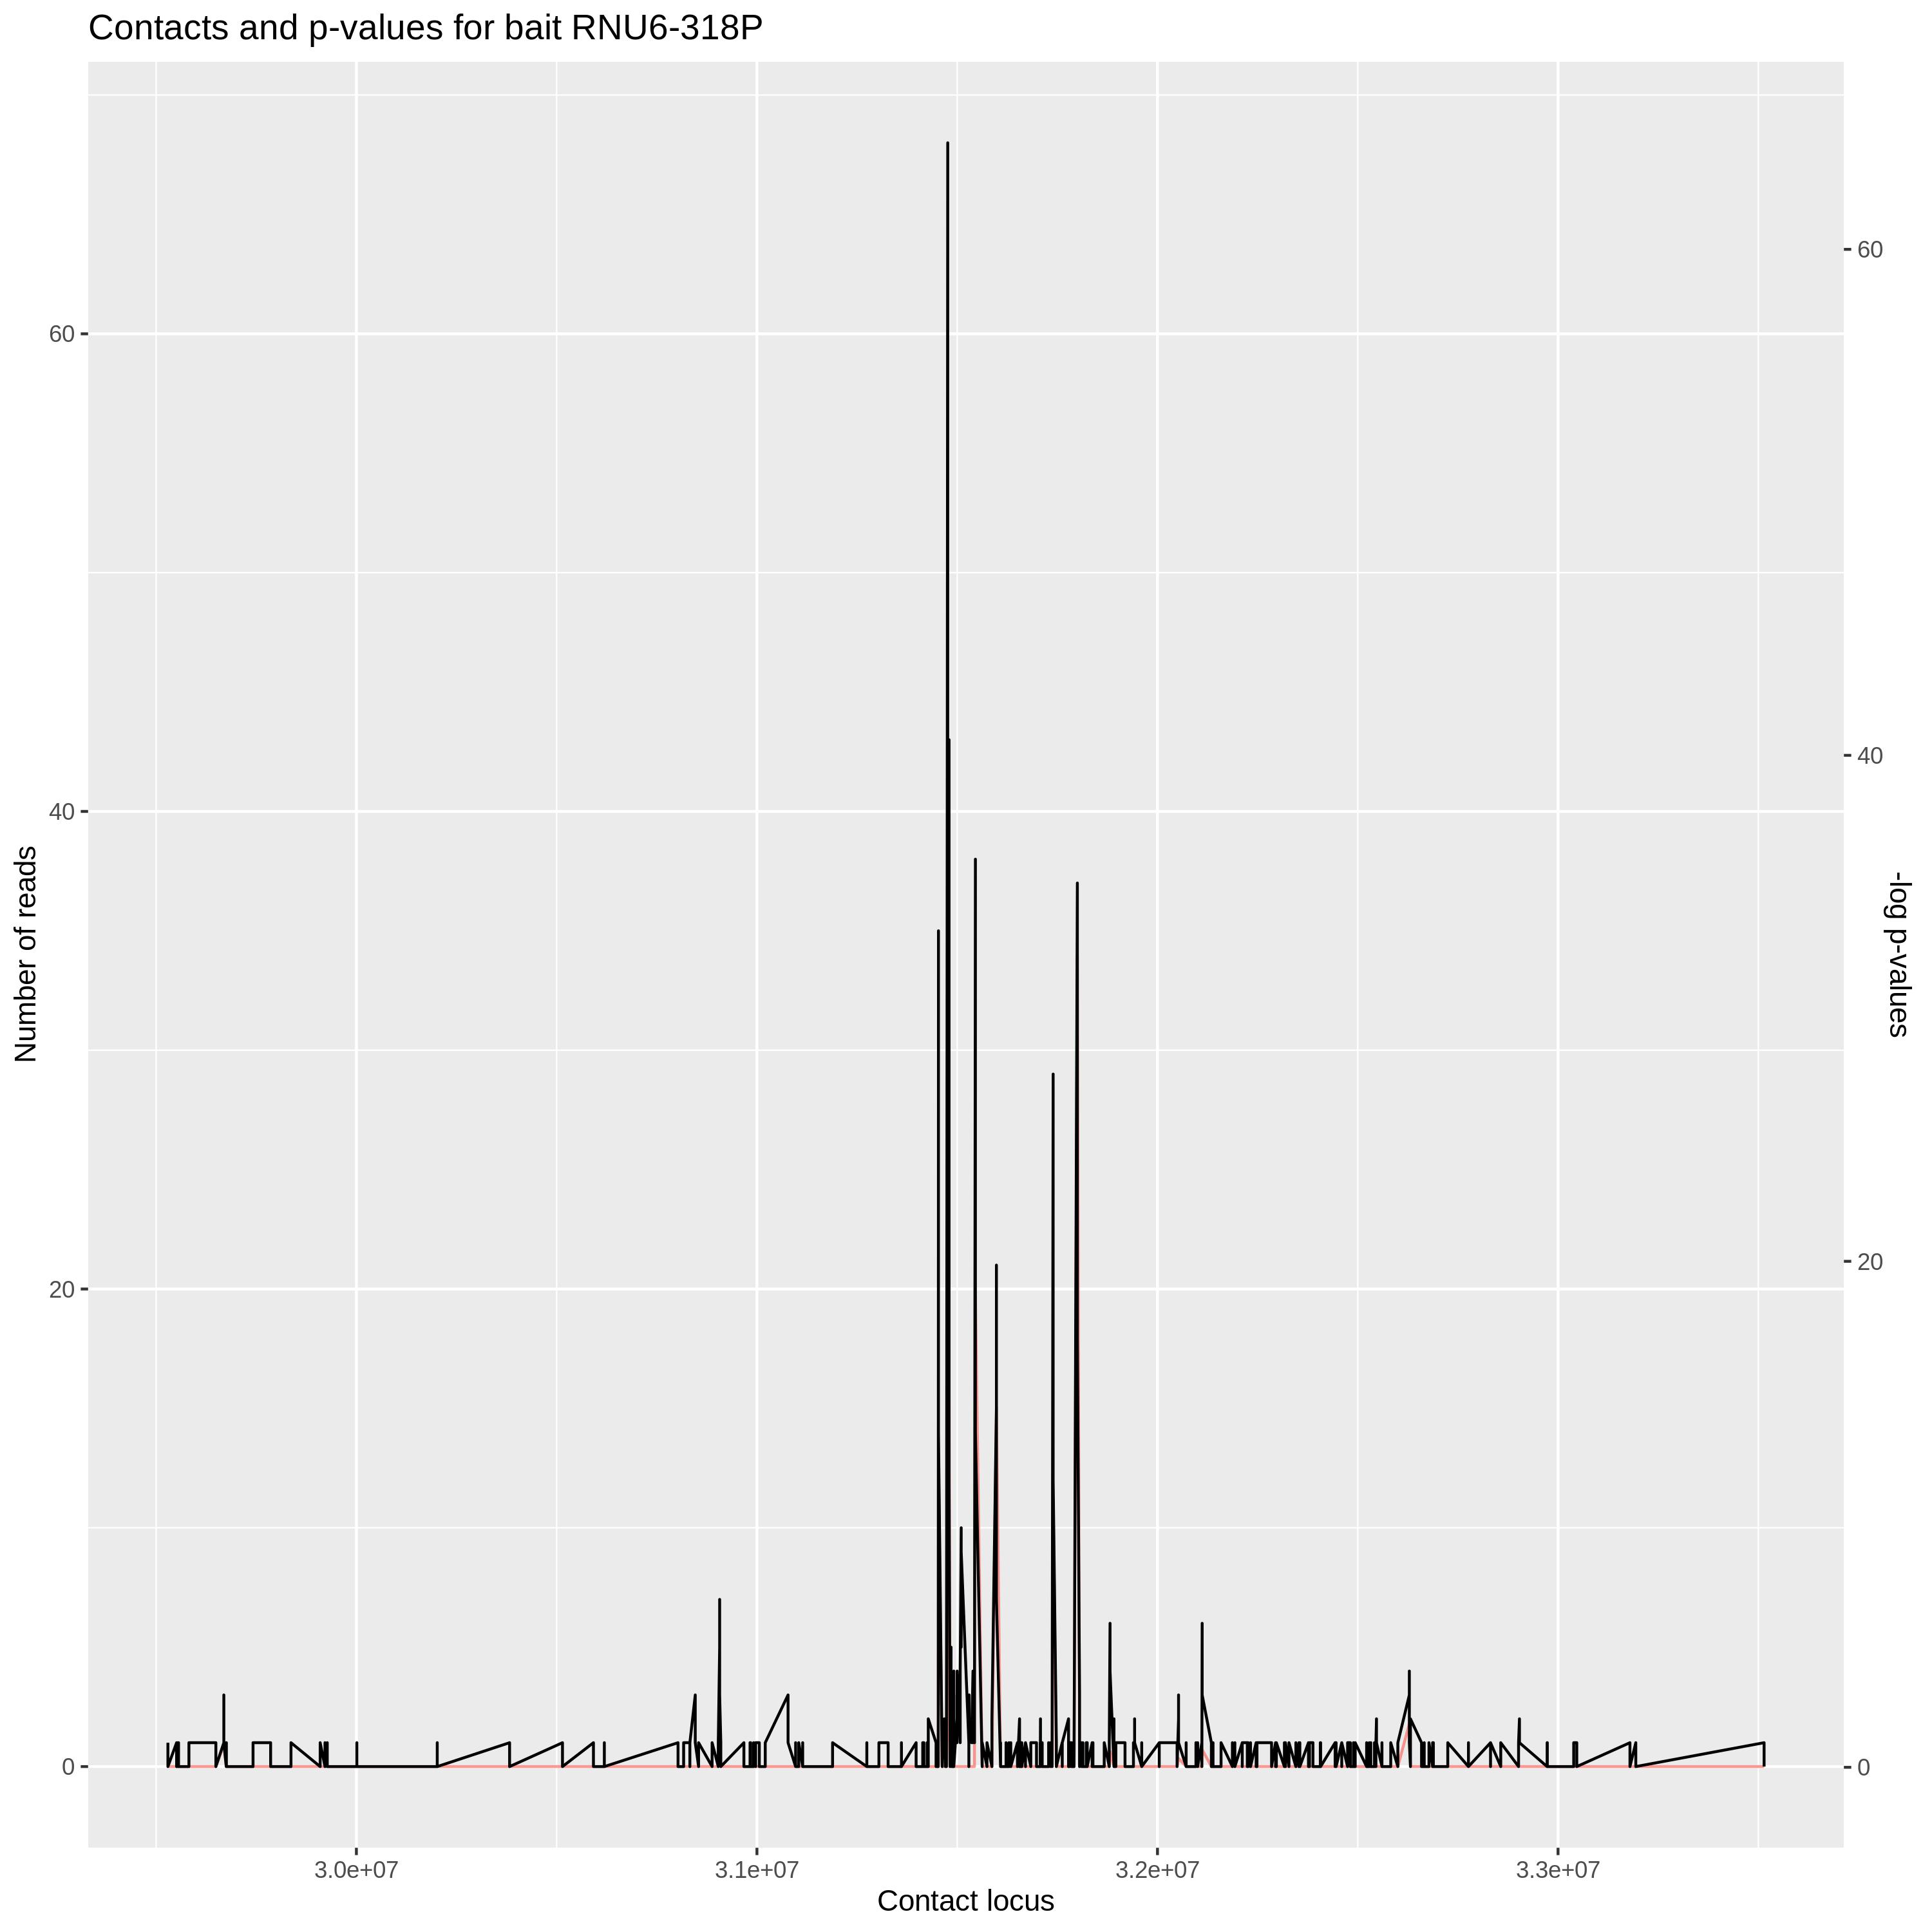 Contacts and p-values for bait RNU6-318P
60
40
20
0
Number of reads
60
40
20
0
-log p-values
3.0e+07
3.1e+07
3.2e+07
3.3e+07
Contact locus